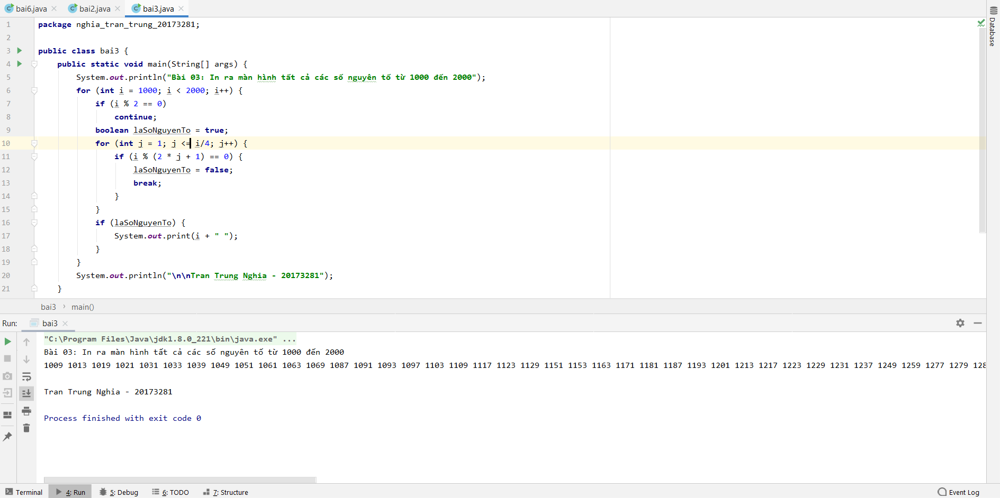 bai6.java bai2.java bai3.java
Database
1 package nghia_tran_trung_20173281;
2
3 public class bai3 {
4 public static void main(String[] args) {
5 System.out.println("Bài 03: In ra màn hình tất cả các số nguyên tố từ 1000 đến 2000");
6 for (int i = 1000; i < 2000; i++) {
7 if (i % 2 == 0)
8 continue;
9 boolean laSoNguyenTo = true;
10 for (int j = 1; j <= i/4; j++) {
11 if (i % (2 * j + 1) == 0) {
12 laSoNguyenTo = false;
13 break;
14 }
15 }
16 if (laSoNguyenTo) {
17 System.out.print(i + " ");
18 }
19 }
20 System.out.println("\n\nTran Trung Nghia - 20173281");
21 }
bai3 › main()
Run: bai3
"C:\Program Files\Java\jdk1.8.0_221\bin\java.exe" ...
Bài 03: In ra màn hình tất cả các số nguyên tố từ 1000 đến 2000
1009 1013 1019 1021 1031 1033 1039 1049 1051 1061 1063 1069 1087 1091 1093 1097 1103 1109 1117 1123 1129 1151 1153 1163 1171 1181 1187 1193 1201 1213 1217 1223 1229 1231 1237 1249 1259 1277 1279 128
Tran Trung Nghia - 20173281
Process finished with exit code 0
Terminal 4: Run 5: Debug 6: TODO 7: Structure Event Log